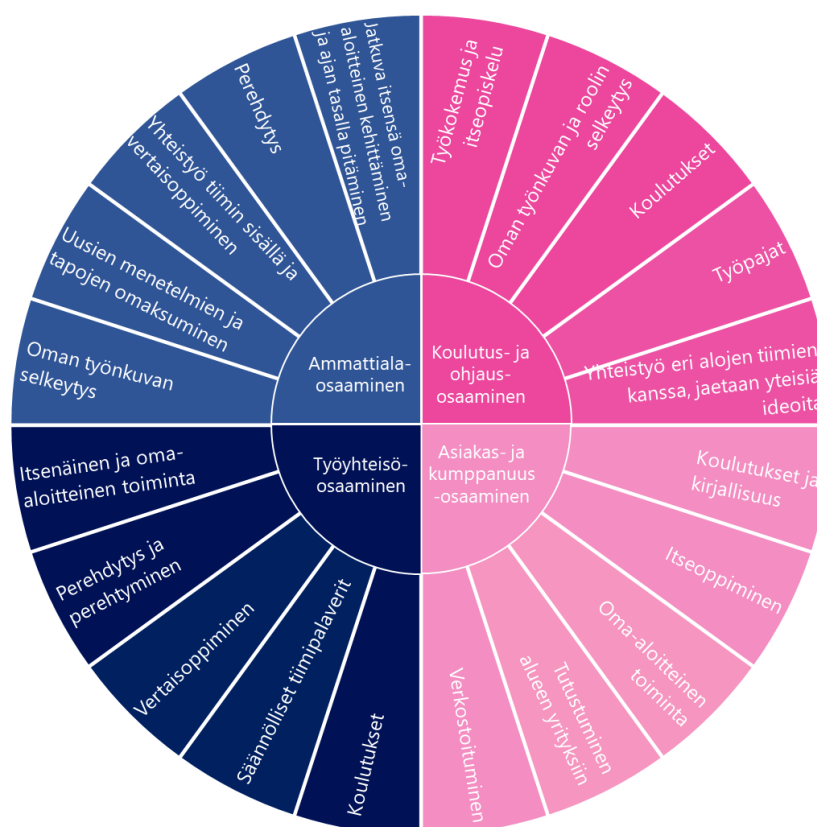 Jatkuva itsensä oma-
aloitteinen kehittäminen
ja ajan tasalla pitäminen
Perehdytys
Yhteistyö tiimin sisällä ja
vertaisoppiminen
Uusien menetelmien ja
tapojen omaksuminen
Oman työnkuvan
selkeytys
Ammattiala-
osaaminen
Työkokemus ja
itseopiskelu
Oman työnkuvan ja roolin
selkeytys
Koulutukset
Työpajat
Yhteistyö eri alojen tiimien
kanssa, jaetaan yteisiä
ideoita
Koulutus- ja
ohjaus-
osaaminen
Itsenäinen ja oma-
aloitteinen toiminta
Perehdytys ja
perehtyminen
Vertaisoppiminen
Säännölliset tiimipalaverit
Koulutukset
Työyhteisö-
osaaminen
Asiakas- ja
kumppanuus
-osaaminen
Koulutukset ja
kirjallisuus
Itseoppiminen
Oma-aloitteinen
toiminta
Tutustuminen
alueen yrityksiin
Verkostoituminen